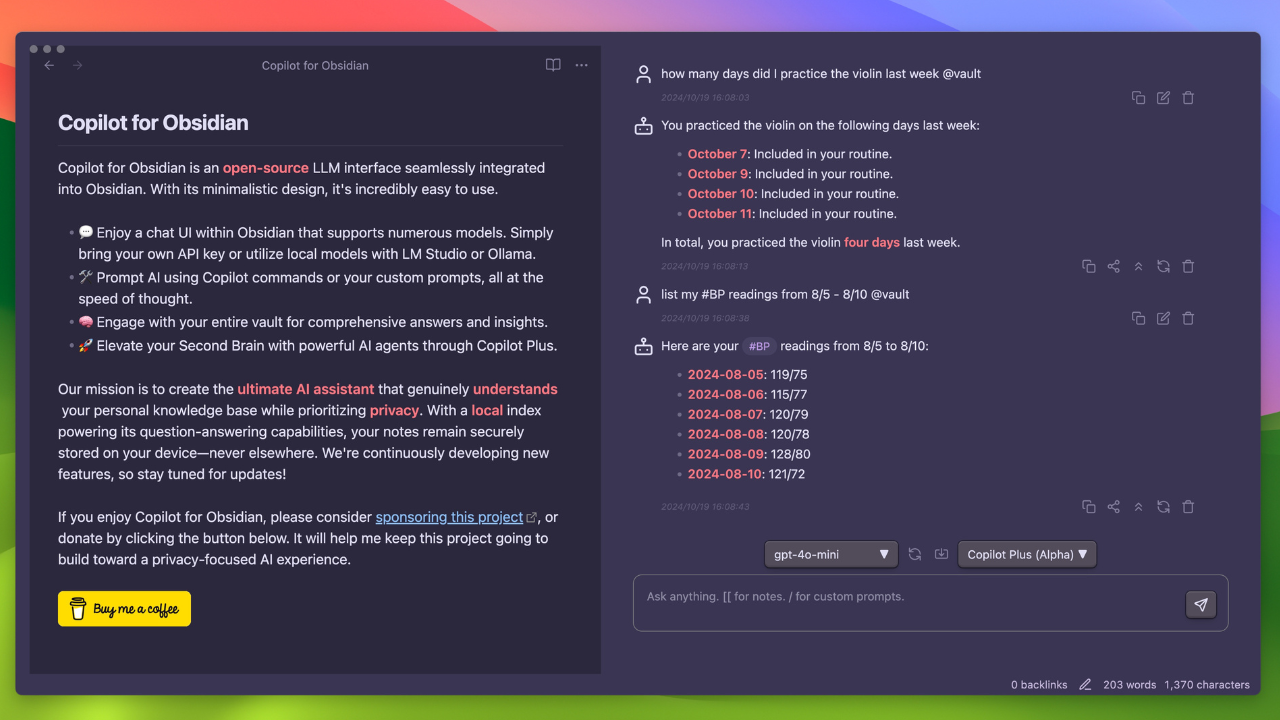 Copilot for Obsidian
Copilot for Obsidian
Copilot for Obsidian is an open-source LLM interface seamlessly integrated
into Obsidian. With its minimalistic design, it's incredibly easy to use.
• 💬 Enjoy a chat UI within Obsidian that supports numerous models. Simply
bring your own API key or utilize local models with LM Studio or Ollama.
• 🛠 Prompt AI using Copilot commands or your custom prompts, all at the
speed of thought.
• 🧠 Engage with your entire vault for comprehensive answers and insights.
• 🚀 Elevate your Second Brain with powerful AI agents through Copilot Plus.
Our mission is to create the ultimate AI assistant that genuinely understands
your personal knowledge base while prioritizing privacy. With a local index
powering its question-answering capabilities, your notes remain securely
stored on your device—never elsewhere. We're continuously developing new
features, so stay tuned for updates!
If you enjoy Copilot for Obsidian, please consider sponsoring this project, or
donate by clicking the button below. It will help me keep this project going to
build toward a privacy-focused AI experience.
Buy me a coffee
how many days did I practice the violin last week @vault
2024/10/19 16:08:03
You practiced the violin on the following days last week:
• October 7: Included in your routine.
• October 9: Included in your routine.
• October 10: Included in your routine.
• October 11: Included in your routine.
In total, you practiced the violin four days last week.
2024/10/19 16:08:13
list my #BP readings from 8/5 - 8/10 @vault
2024/10/19 16:08:38
Here are your #BP readings from 8/5 to 8/10:
• 2024-08-05: 119/75
• 2024-08-06: 115/77
• 2024-08-07: 120/79
• 2024-08-08: 120/78
• 2024-08-09: 128/80
• 2024-08-10: 121/72
2024/10/19 16:08:43
gpt-4o-mini ▼
Copilot Plus (Alpha) ▼
Ask anything. [[ for notes. / for custom prompts.
0 backlinks 203 words 1,370 characters